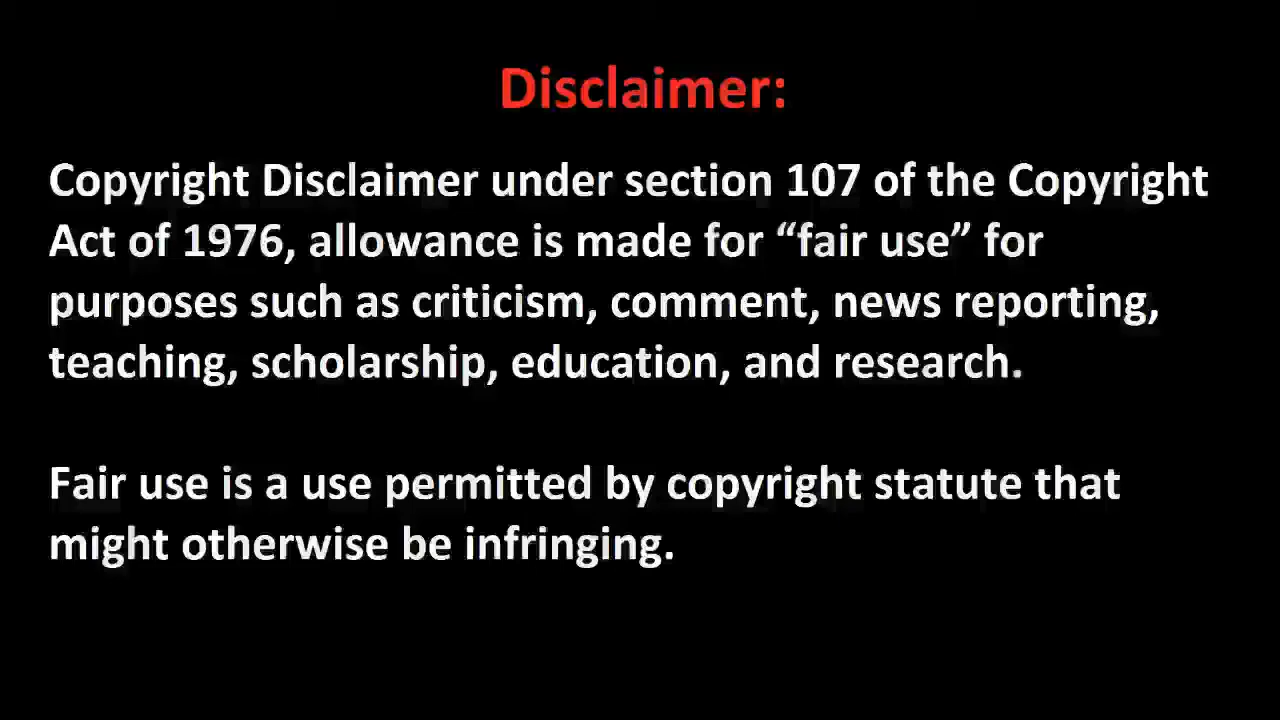 Disclaimer:
Copyright Disclaimer under section 107 of the Copyright
Act of 1976, allowance is made for “fair use” for
purposes such as criticism, comment, news reporting,
teaching, scholarship, education, and research.
Fair use is a use permitted by copyright statute that
might otherwise be infringing.